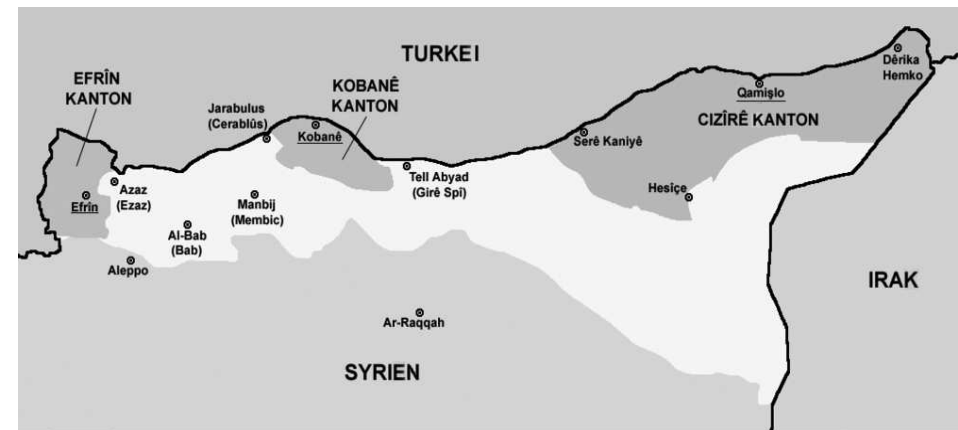 TURKEI
EFRÎN
KANTON
KOBANÊ
KANTON
Jarabulus
(Cerablûs)
Kobanê
Dêrika
Hemko
Qamişlo
CIZÎRÊ KANTON
Serê Kaniyê
Tell Abyad
(Girê Spî)
Azaz
(Ezaz)
Efrîn
Manbij
(Membic)
Hesiçe
Al-Bab
(Bab)
Aleppo
IRAK
Ar-Raqqah
SYRIEN